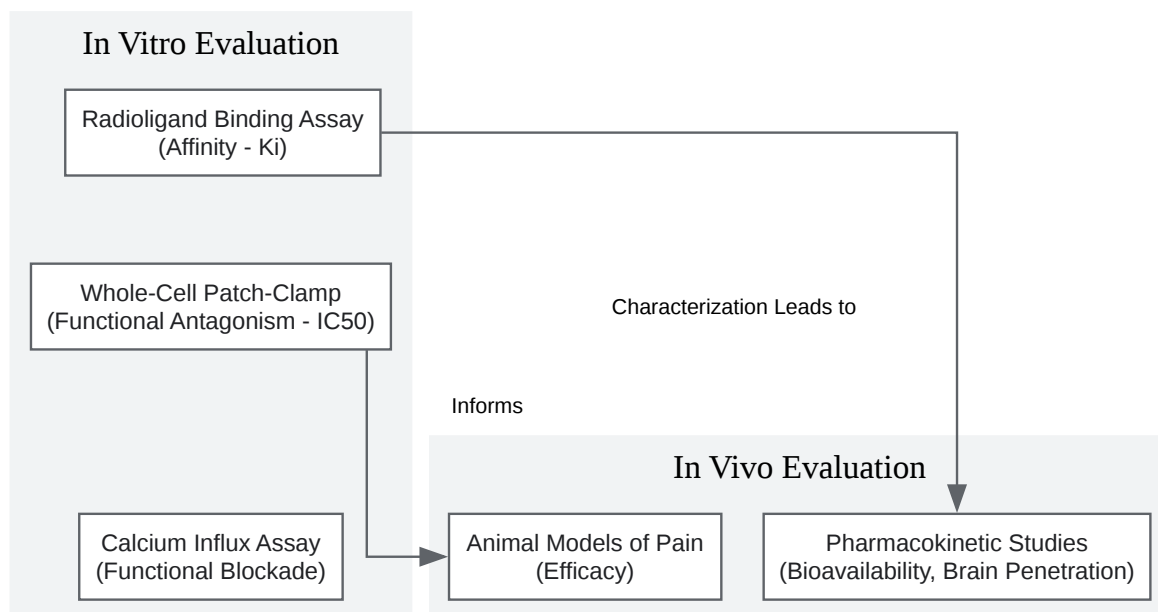 In Vitro Evaluation
Radioligand Binding Assay
(Affinity - Ki)
Whole-Cell Patch-Clamp
(Functional Antagonism - IC50)
Characterization Leads to
Informs
In Vivo Evaluation
Calcium Influx Assay
(Functional Blockade)
Animal Models of Pain
(Efficacy)
Pharmacokinetic Studies
(Bioavailability, Brain Penetration)